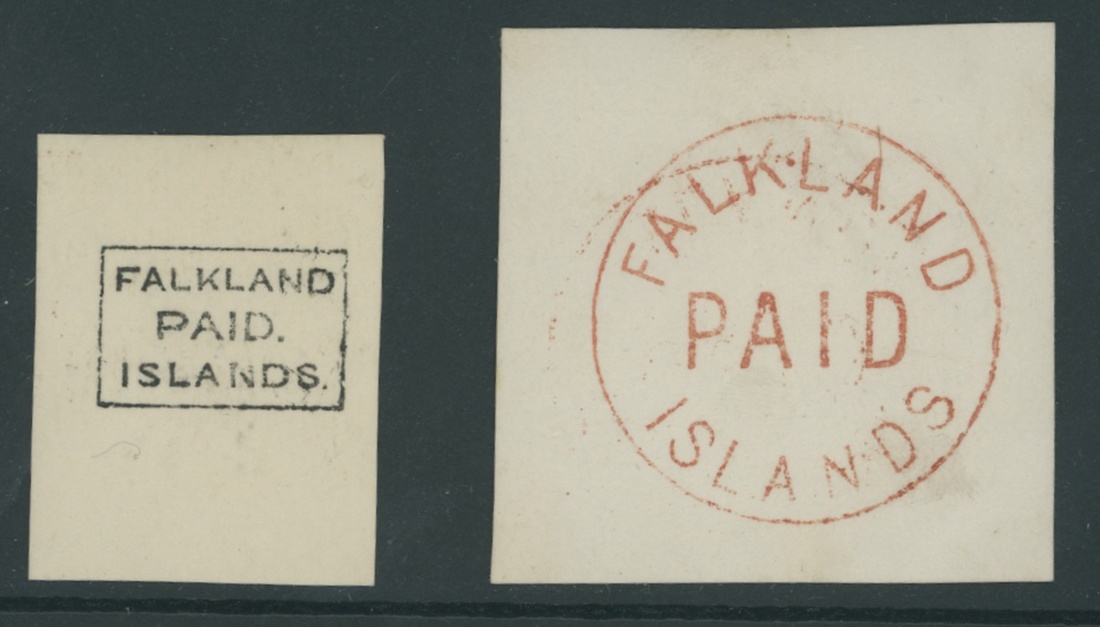 FALKLAND
PAID.
ISLANDS.
FALKLAND
PAID
ISLANDS